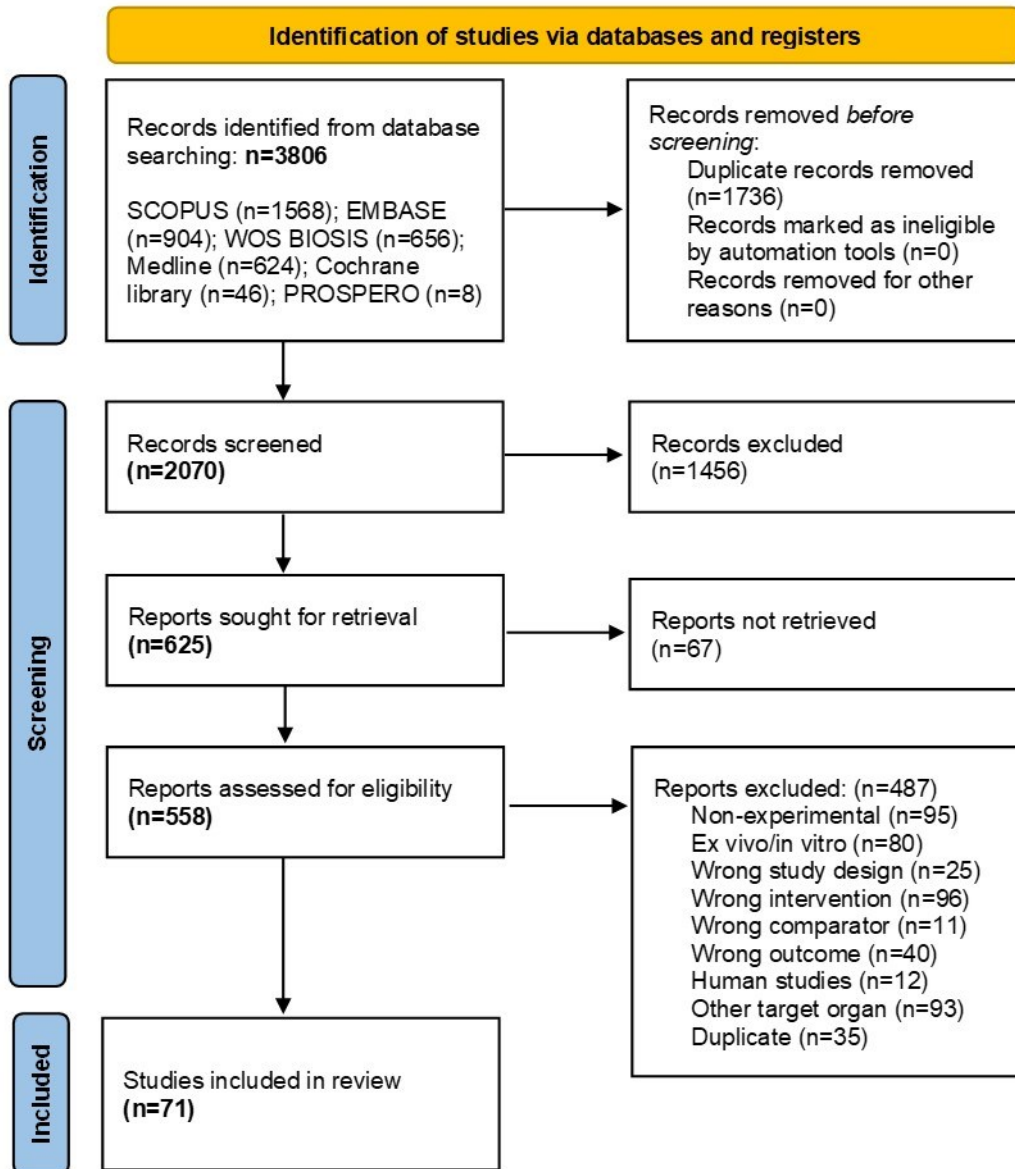 Identification of studies via databases and registers
Identification
Records identified from database
searching: n=3806
SCOPUS (n=1568); EMBASE
(n=904); WOS BIOSIS (n=656);
Medline (n=624); Cochrane
library (n=46); PROSPERO (n=8)
Records removed before
screening:
Duplicate records removed
(n=1736)
Records marked as ineligible
by automation tools (n=0)
Records removed for other
reasons (n=0)
Screening
Records screened
(n=2070)
Records excluded
(n=1456)
Reports sought for retrieval
(n=625)
Reports not retrieved
(n=67)
Reports assessed for eligibility
(n=558)
Reports excluded: (n=487)
Non-experimental (n=95)
Ex vivo/in vitro (n=80)
Wrong study design (n=25)
Wrong intervention (n=96)
Wrong comparator (n=11)
Wrong outcome (n=40)
Human studies (n=12)
Other target organ (n=93)
Duplicate (n=35)
Included
Studies included in review
(n=71)